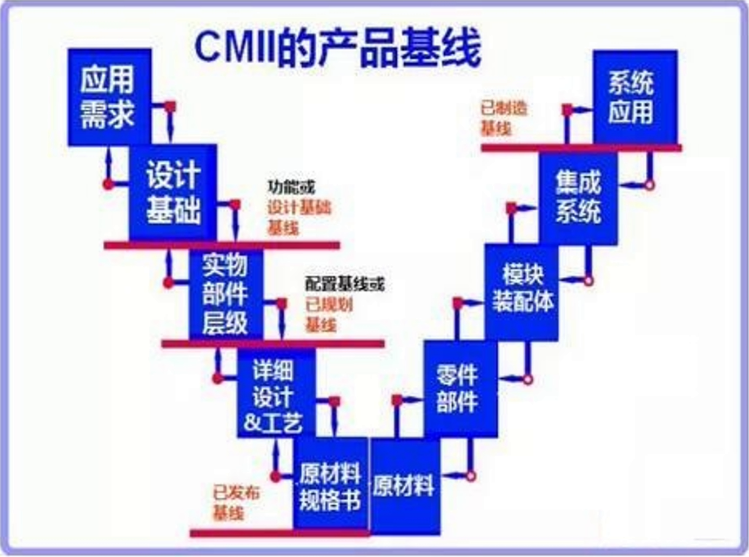 CMII的产品基线
应用
需求
设计
基础
功能或
设计基础
基线
实物
部件
层级
配置基线或
已规划
基线
详细
设计
&工艺
原材料
规格书
已发布
基线
原材料
零件
部件
模块
装配体
集成
系统
已制造
基线
系统
应用